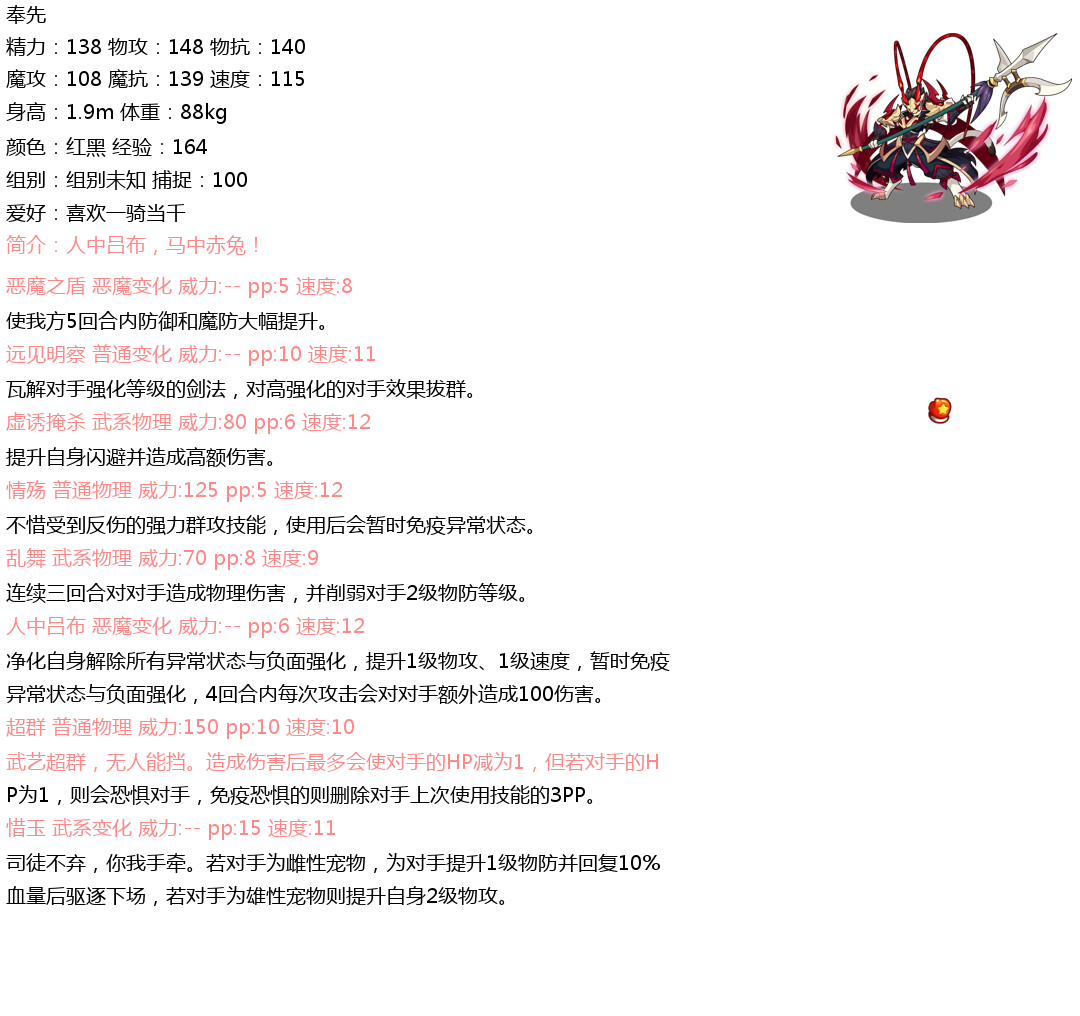 奉先
精力：138 物攻：148 物抗：140
魔攻：108 魔抗：139 速度：115
身高：1.9m 体重：88kg
颜色：红黑 经验：164
组别：组别未知 捕捉：100
爱好：喜欢一骑当千
简介：人中吕布，马中赤兔！
恶魔之盾 恶魔变化 威力:-- pp:5 速度:8
使我方5回合内防御和魔防大幅提升。
远见明察 普通变化 威力:-- pp:10 速度:11
瓦解对手强化等级的剑法，对高强化的对手效果拔群。
虚诱掩杀 武系物理 威力:80 pp:6 速度:12
提升自身闪避并造成高额伤害。
情殇 普通物理 威力:125 pp:5 速度:12
不惜受到反伤的强力群攻技能，使用后会暂时免疫异常状态。
乱舞 武系物理 威力:70 pp:8 速度:9
连续三回合对对手造成物理伤害，并削弱对手2级物防等级。
人中吕布 恶魔变化 威力:-- pp:6 速度:12
净化自身解除所有异常状态与负面强化，提升1级物攻、1级速度，暂时免疫
异常状态与负面强化，4回合内每次攻击会对对手额外造成100伤害。
超群 普通物理 威力:150 pp:10 速度:10
武艺超群，无人能挡。造成伤害后最多会使对手的HP减为1，但若对手的H
P为1，则会恐惧对手，免疫恐惧的则删除对手上次使用技能的3PP。
惜玉 武系变化 威力:-- pp:15 速度:11
司徒不弃，你我手牵。若对手为雌性宠物，为对手提升1级物防并回复10%
血量后驱逐下场，若对手为雄性宠物则提升自身2级物攻。